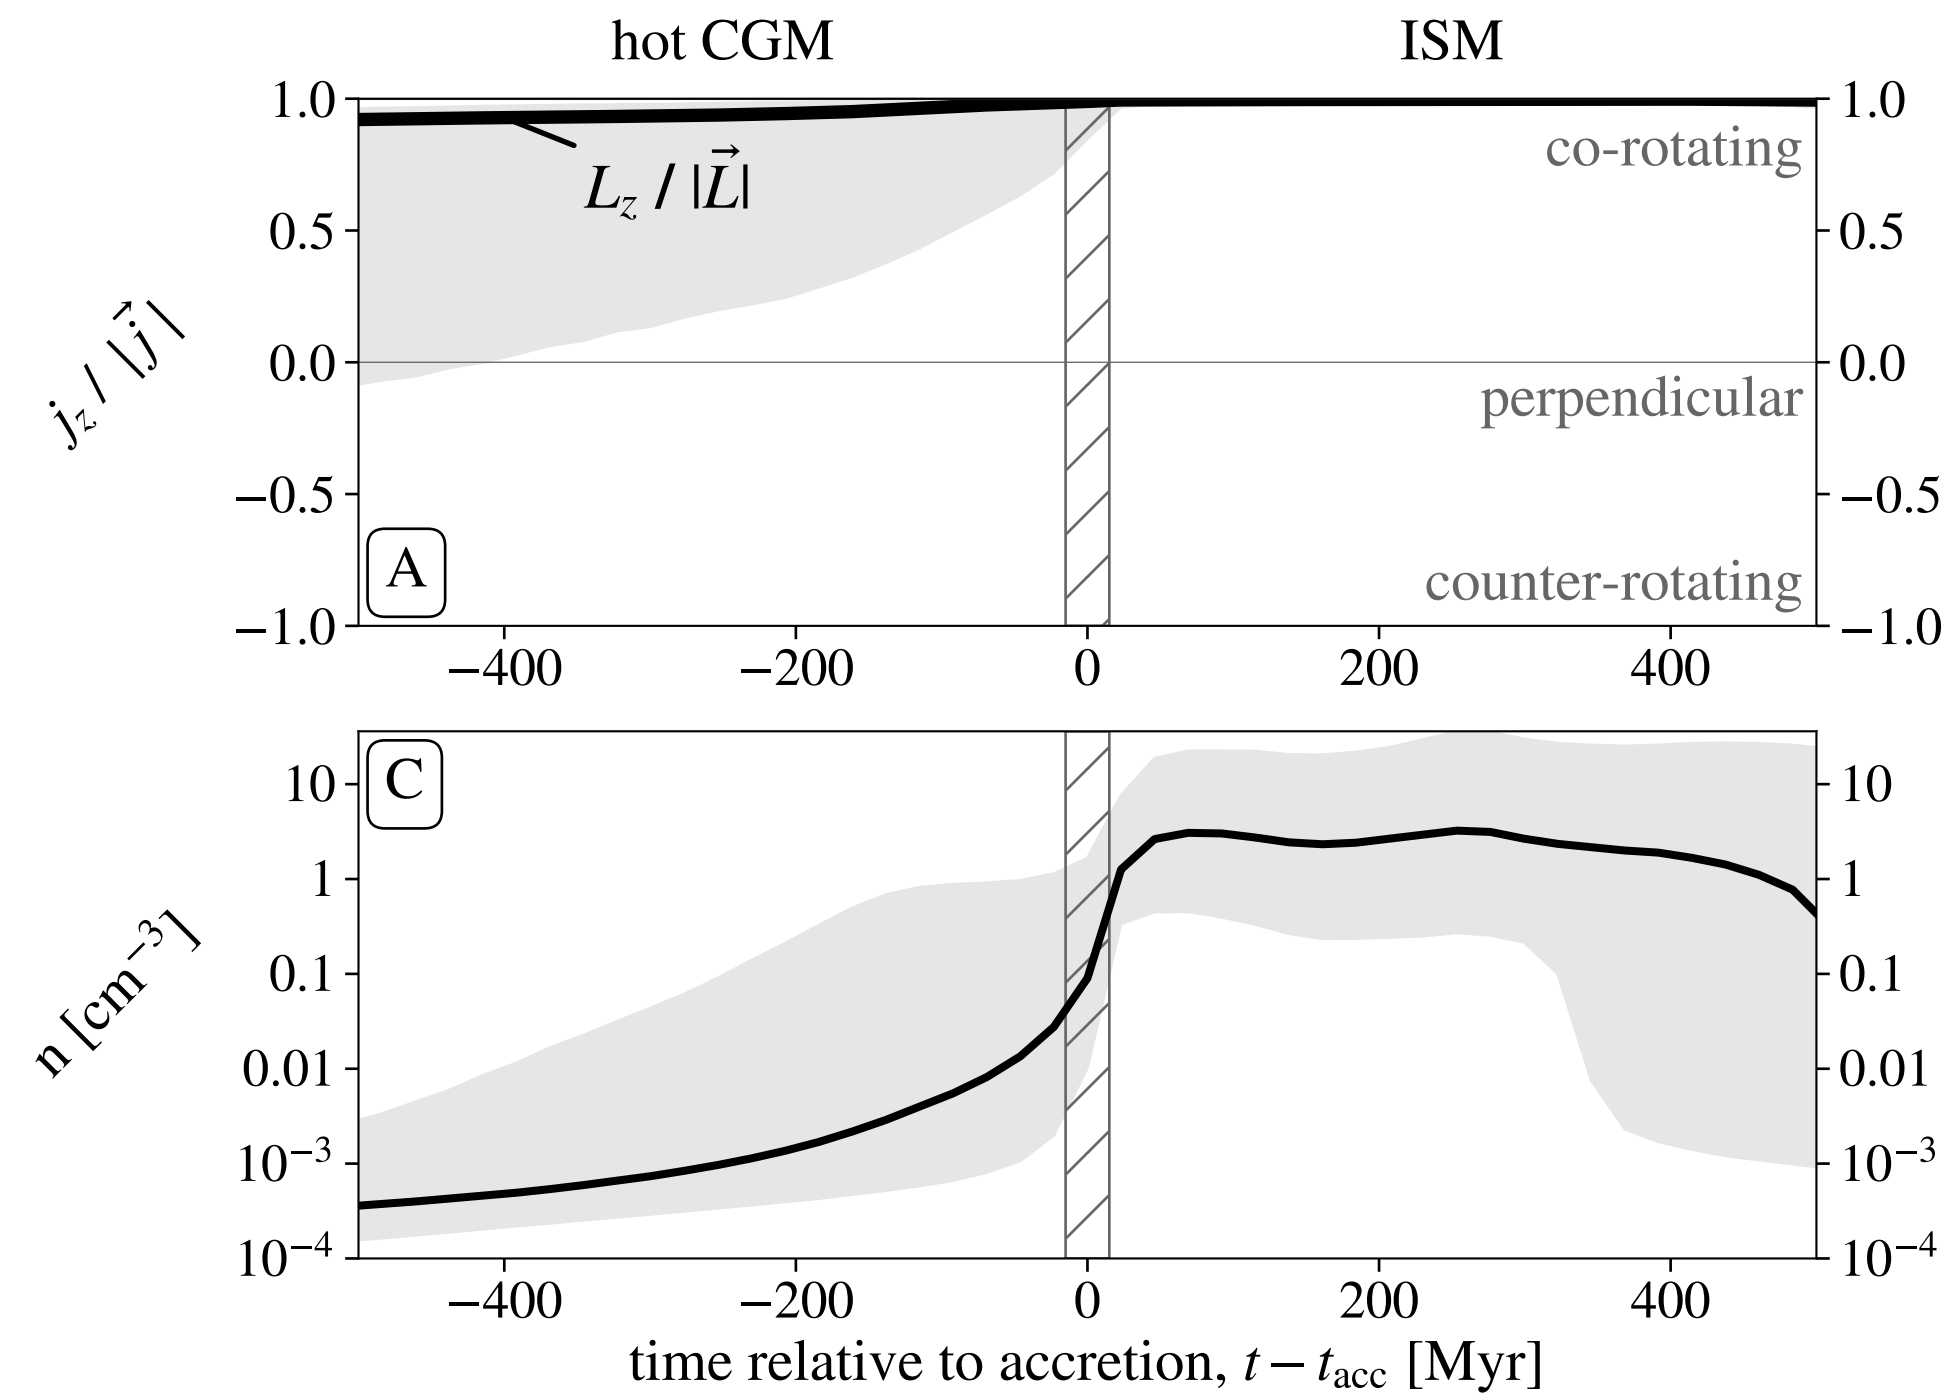 hot CGM ISM
1.0 1.0
co-rotating
L_z / |L⃗|
0.5 0.5
j_z / |j⃗|
0.0 0.0
perpendicular
−0.5 −0.5
A
counter-rotating
−1.0 −1.0
−400 −200 0 200 400
C
10 10
1 1
n [cm⁻³]
0.1 0.1
0.01 0.01
10⁻³ 10⁻³
10⁻⁴ 10⁻⁴
−400 −200 0 200 400
time relative to accretion, t − t_acc [Myr]